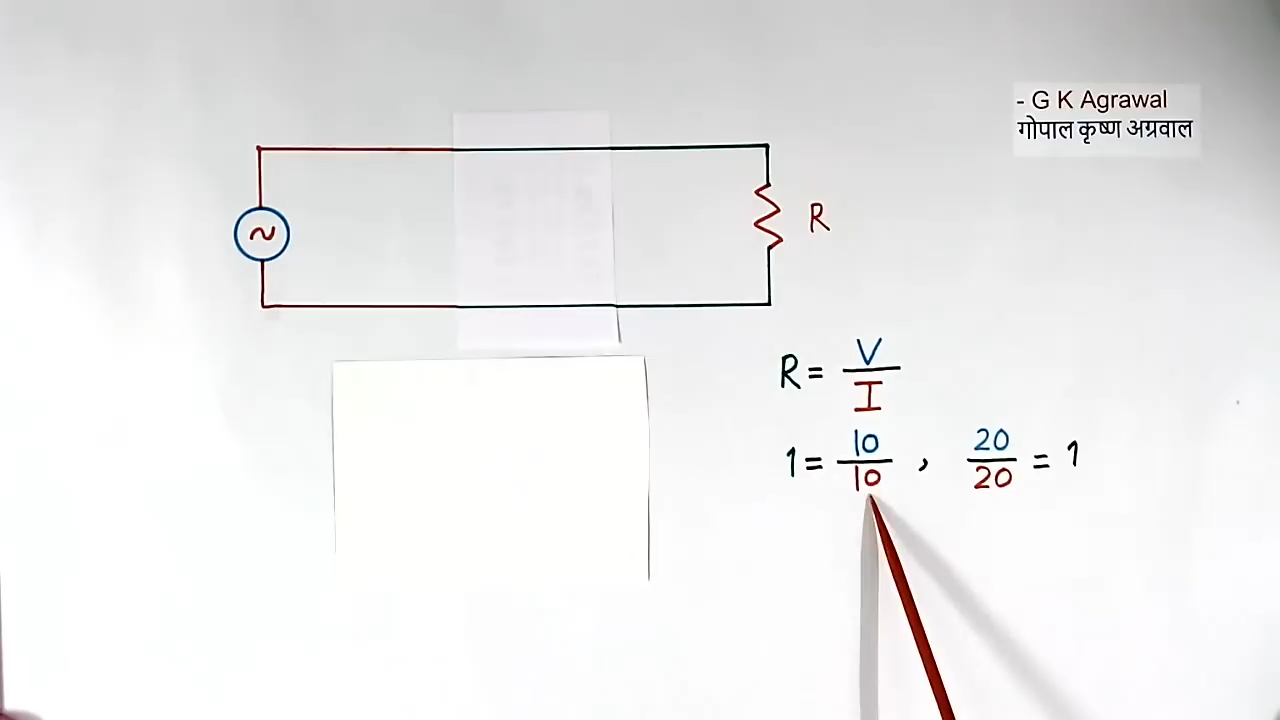 - G K Agrawal
गोपाल कृष्ण अग्रवाल
~
R
R = V / I
1 = 10 / 10 , 20 / 20 = 1